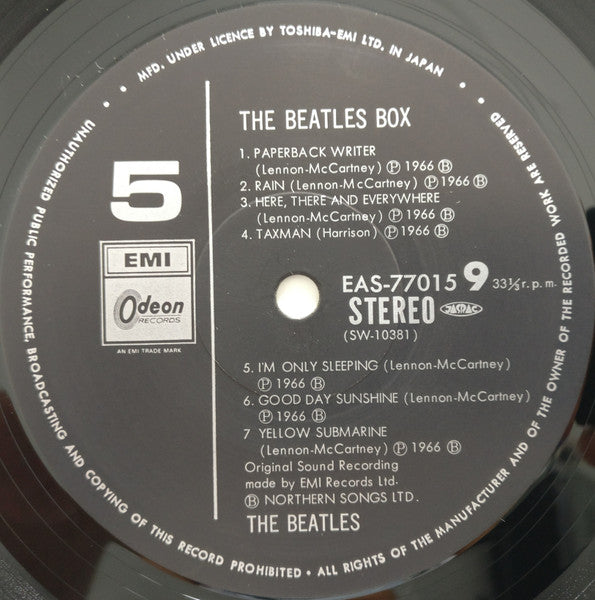 • • MFD. UNDER LICENCE BY TOSHIBA-EMI LTD. IN JAPAN • •
5
EMI
Odeon
RECORDS
AN EMI TRADE MARK
THE BEATLES BOX
1. PAPERBACK WRITER
(Lennon-McCartney) Ⓟ 1966 Ⓑ
2. RAIN (Lennon-McCartney) Ⓟ 1966 Ⓑ
3. HERE, THERE AND EVERYWHERE
(Lennon-McCartney) Ⓟ 1966 Ⓑ
4. TAXMAN (Harrison) Ⓟ 1966 Ⓑ
EAS-77015 9 33⅓ r.p.m.
STEREO JASRAC
(SW-10381)
5. I'M ONLY SLEEPING (Lennon-McCartney)
Ⓟ 1966 Ⓑ
6. GOOD DAY SUNSHINE (Lennon-McCartney)
Ⓟ 1966 Ⓑ
7 YELLOW SUBMARINE
(Lennon-McCartney) Ⓟ 1966 Ⓑ
Original Sound Recording
made by EMI Records Ltd.
Ⓑ NORTHERN SONGS LTD.
THE BEATLES
UNAUTHORIZED PUBLIC PERFORMANCE, BROADCASTING AND COPYING OF THIS RECORD PROHIBITED • ALL RIGHTS OF THE MANUFACTURER AND OF THE OWNER OF THE RECORDED WORK ARE RESERVED